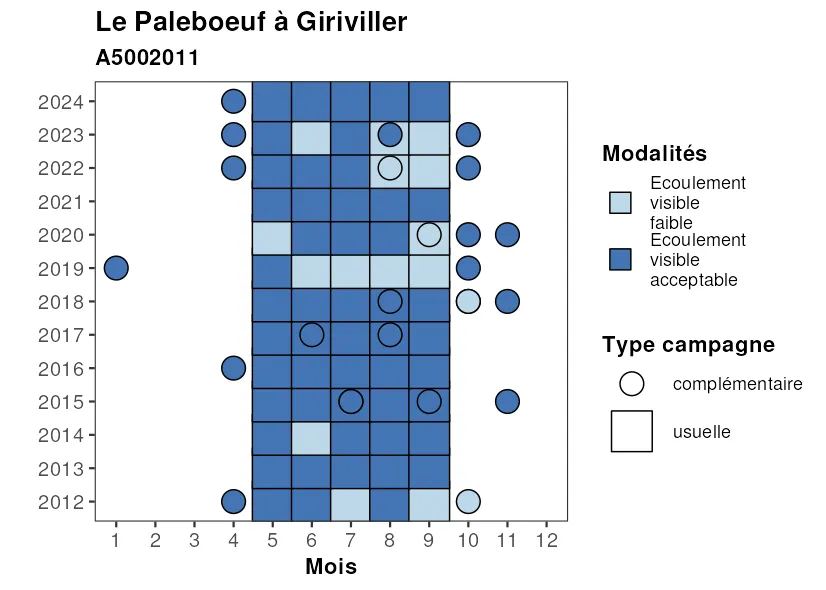 Le Paleboeuf à Giriviller
A5002011
2024
2023
2022
2021
2020
2019
2018
2017
2016
2015
2014
2013
2012
1 2 3 4 5 6 7 8 9 10 11 12
Mois
Modalités
Ecoulement
visible
faible
Ecoulement
visible
acceptable
Type campagne
complémentaire
usuelle